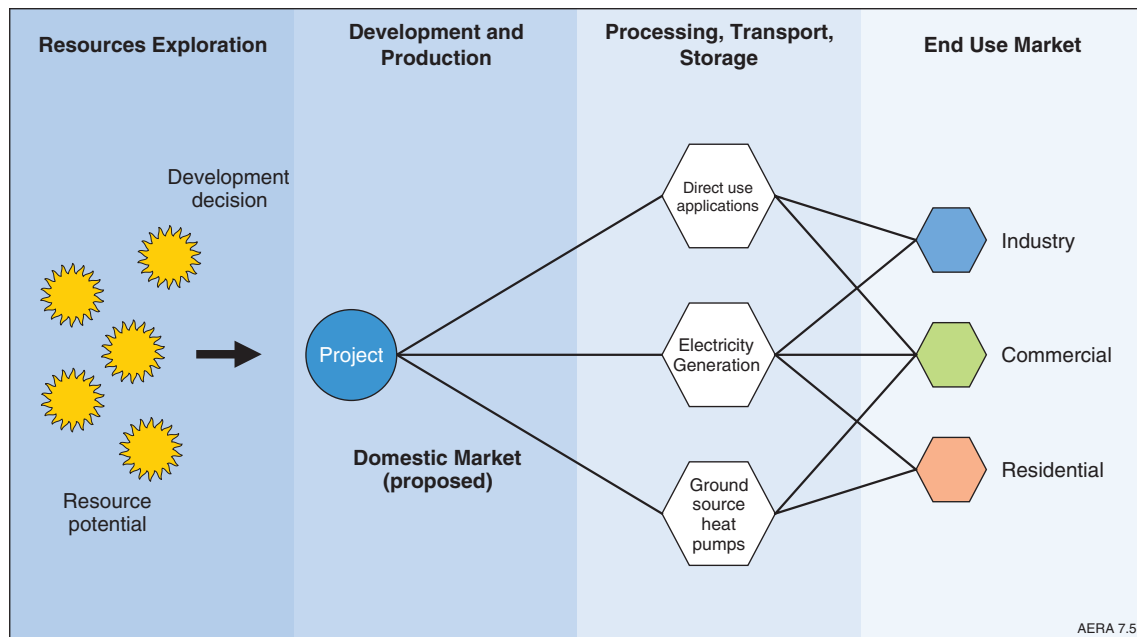 Resources Exploration
Development and
Production
Processing, Transport,
Storage
End Use Market
Development
decision
Resource
potential
Project
Domestic Market
(proposed)
Direct use
applications
Electricity
Generation
Ground
source
heat
pumps
Industry
Commercial
Residential
AERA 7.5